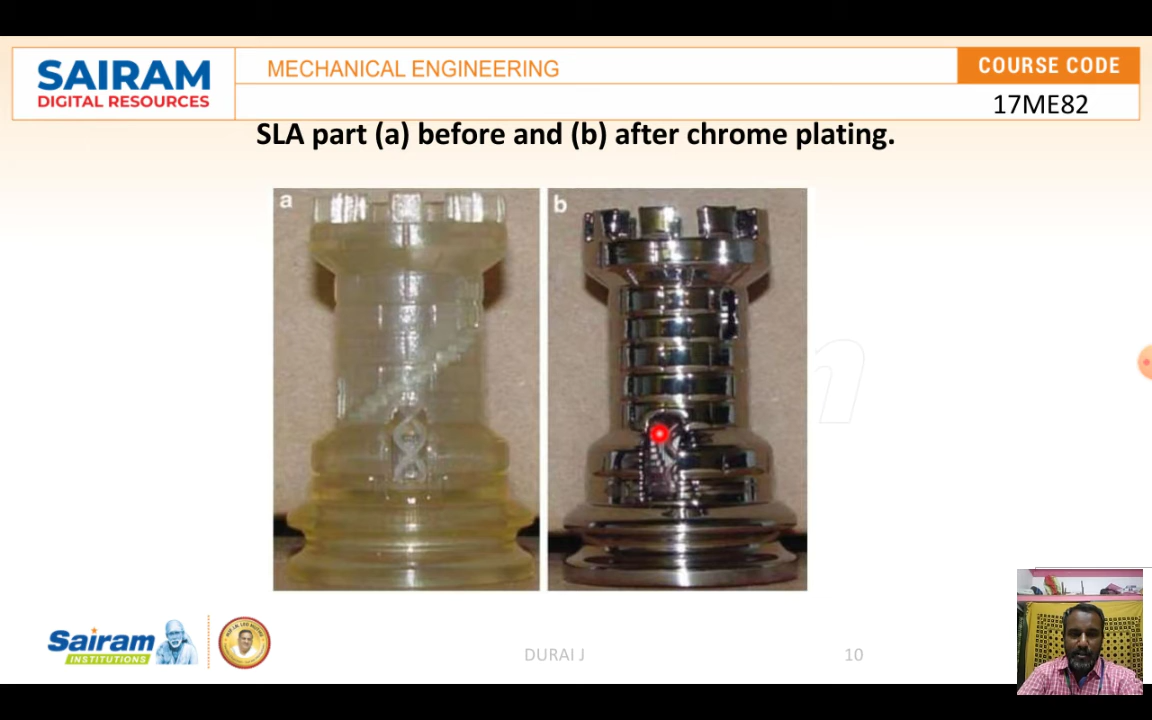 SAIRAM
DIGITAL RESOURCES
MECHANICAL ENGINEERING
COURSE CODE
17ME82
SLA part (a) before and (b) after chrome plating.
a
b
Sairam
INSTITUTIONS
DURAI J
10